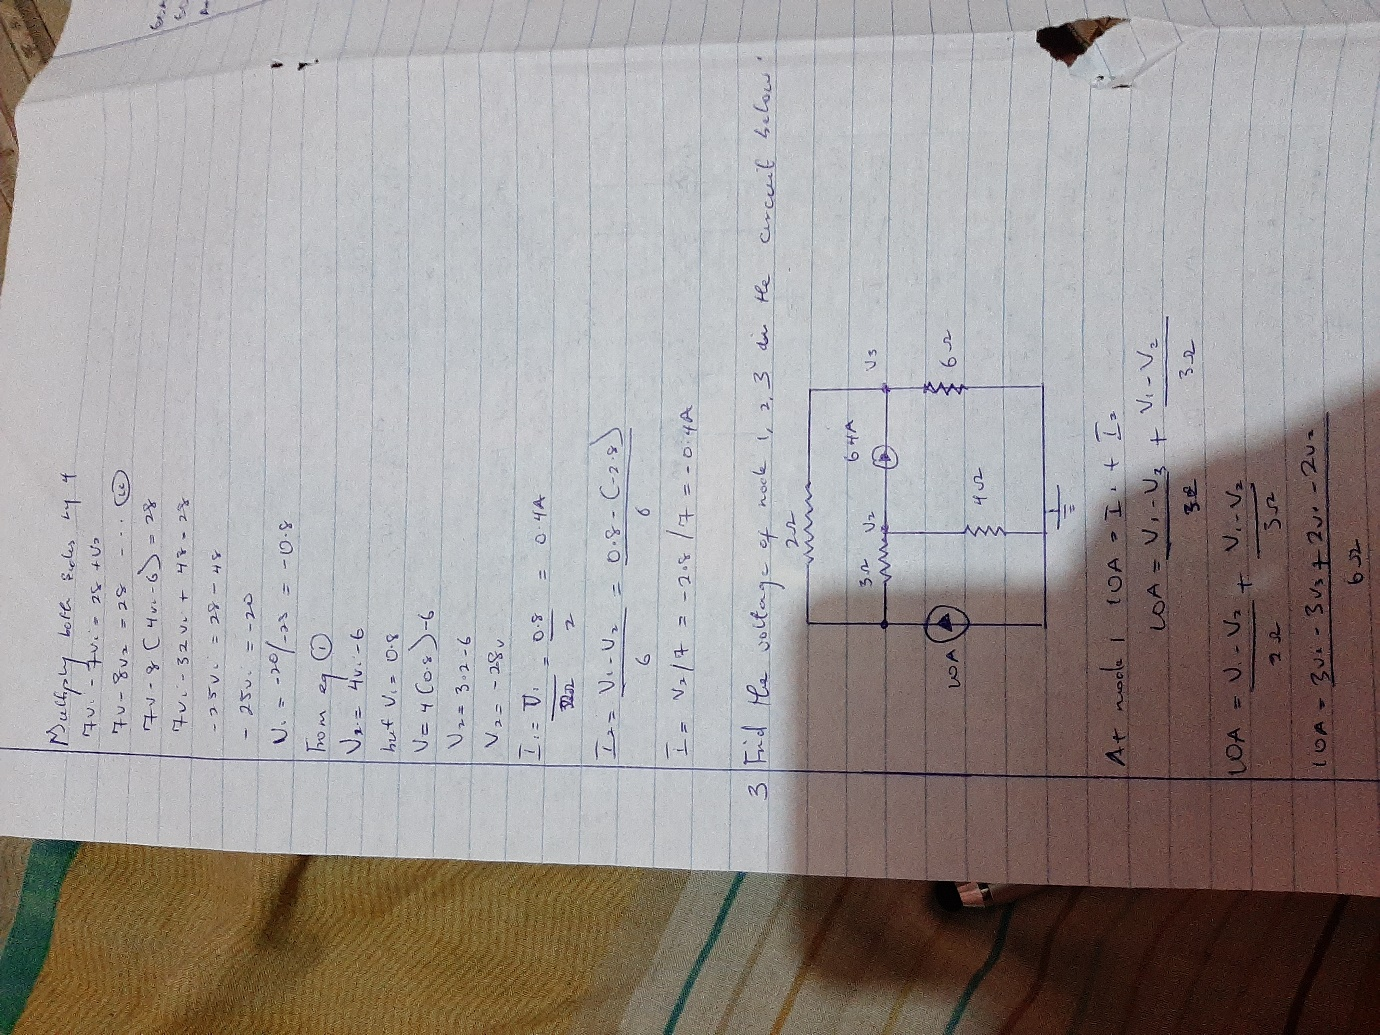 Multiply both sides by 4
7v₁ - 7v₁ = 28 + v₂
7v - 8v₂ = 28 ---- (ii)
7v - 8(4v₁-6) = 28
7v₁ - 32v₁ + 48 = 28
-25v₁ = 28 - 48
-25v₁ = -20
V₁ = -20/-25 = -0.8
From eq (i)
V₂ = 4v₁ - 6
but V₁ = 0.8
V = 4(0.8) - 6
V₂ = 3.2 - 6
V₂ = -28v
I₁ = V₁/2Ω = 0.8/2 = 0.4A
I₂ = V₁-V₂/6 = 0.8-(-2.8)/6
I = V₂/7 = -2.8/7 = -0.4A
3 Find the voltage of node 1, 2, 3 in the circuit below.
2Ω
3Ω V₂ 64A V₃
10A 4Ω 6Ω
At node 1 10A = I₁ + I₂
10A = V₁-V₃/3Ω + V₁-V₂/3Ω
10A = V₁-V₃/2Ω + V₁-V₂/3Ω
10A = 3V₁-3V₃+2V₁-2V₂/6Ω